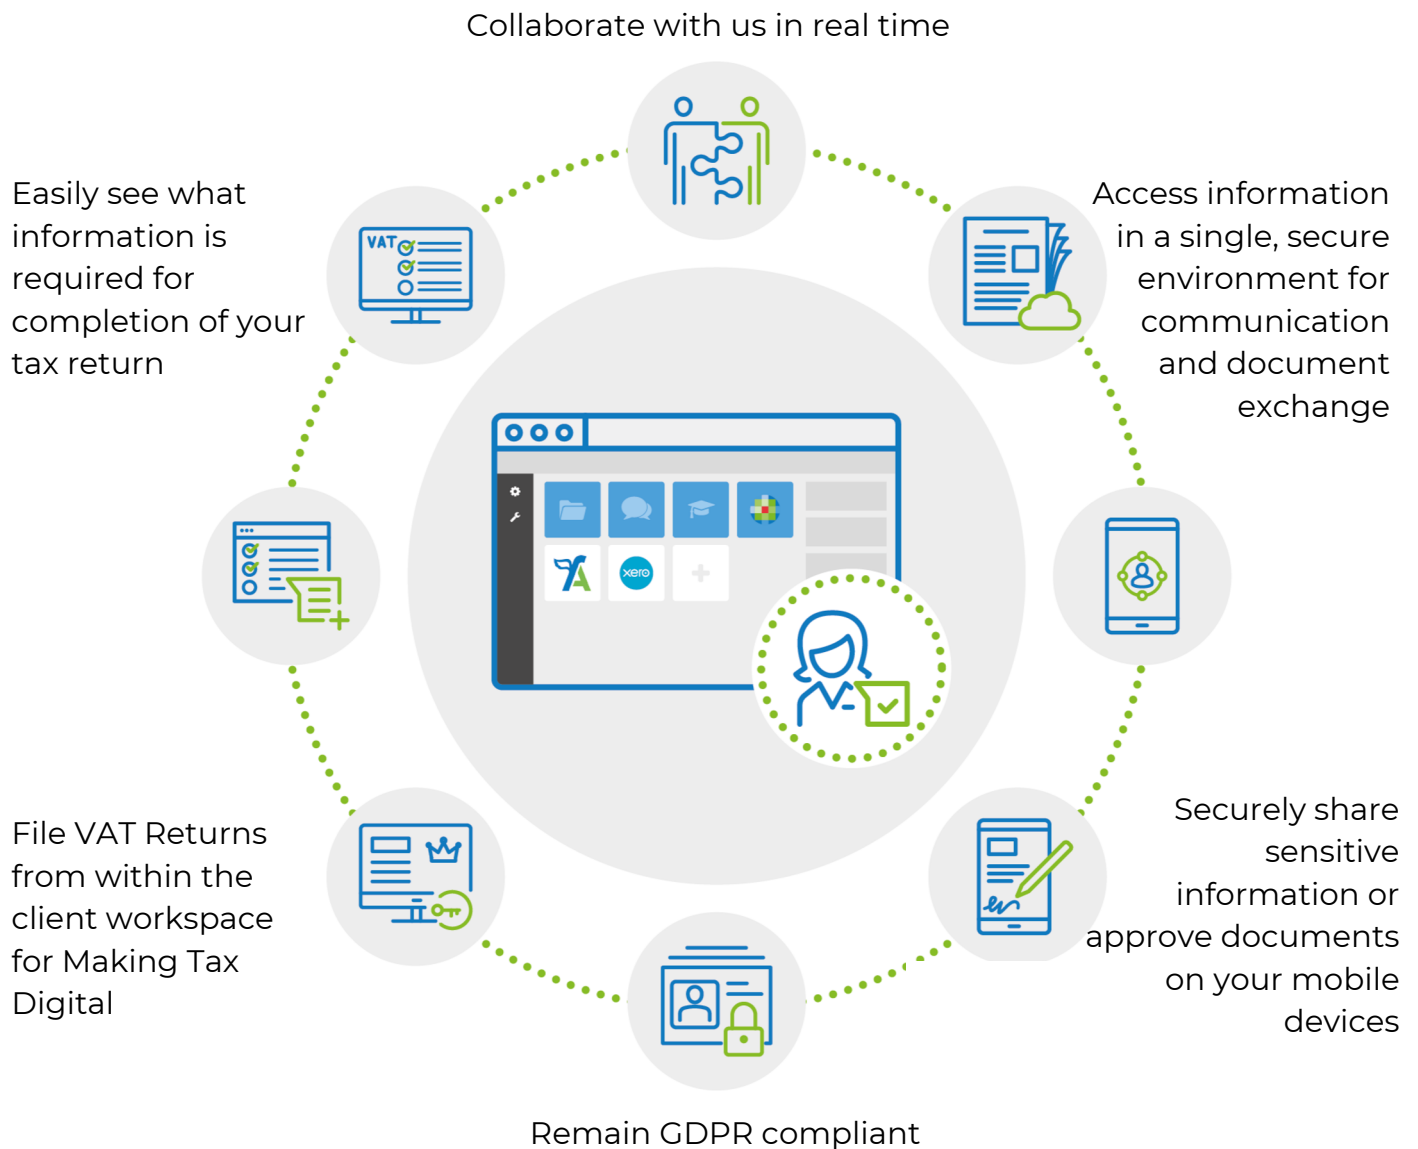 Collaborate with us in real time
Easily see what
information is
required for
completion of your
tax return
VAT
Access information
in a single, secure
environment for
communication
and document
exchange
xero
File VAT Returns
from within the
client workspace
for Making Tax
Digital
Securely share
sensitive
information or
approve documents
on your mobile
devices
Remain GDPR compliant